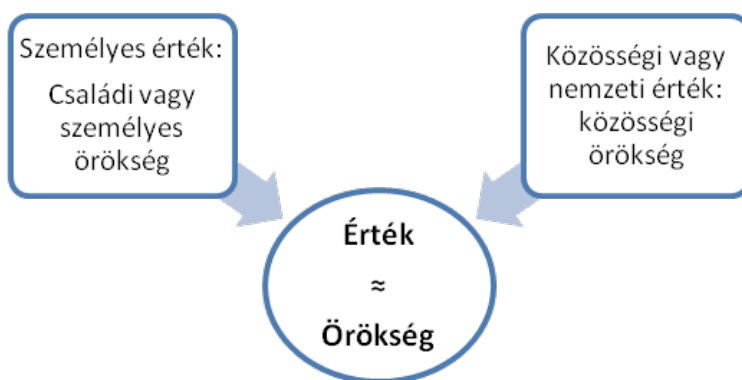 Személyes érték:
Családi vagy
személyes
örökség
Közösségi vagy
nemzeti érték:
közösségi
örökség
Érték
≈
Örökség